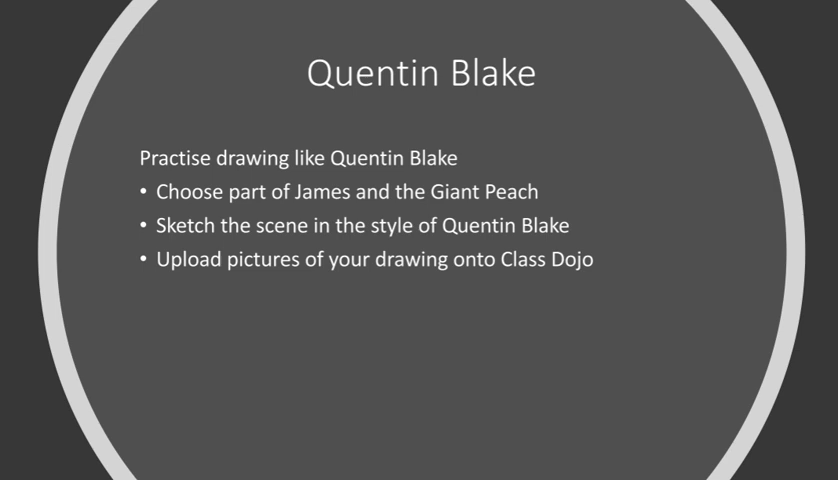 Quentin Blake
Practise drawing like Quentin Blake
• Choose part of James and the Giant Peach
• Sketch the scene in the style of Quentin Blake
• Upload pictures of your drawing onto Class Dojo